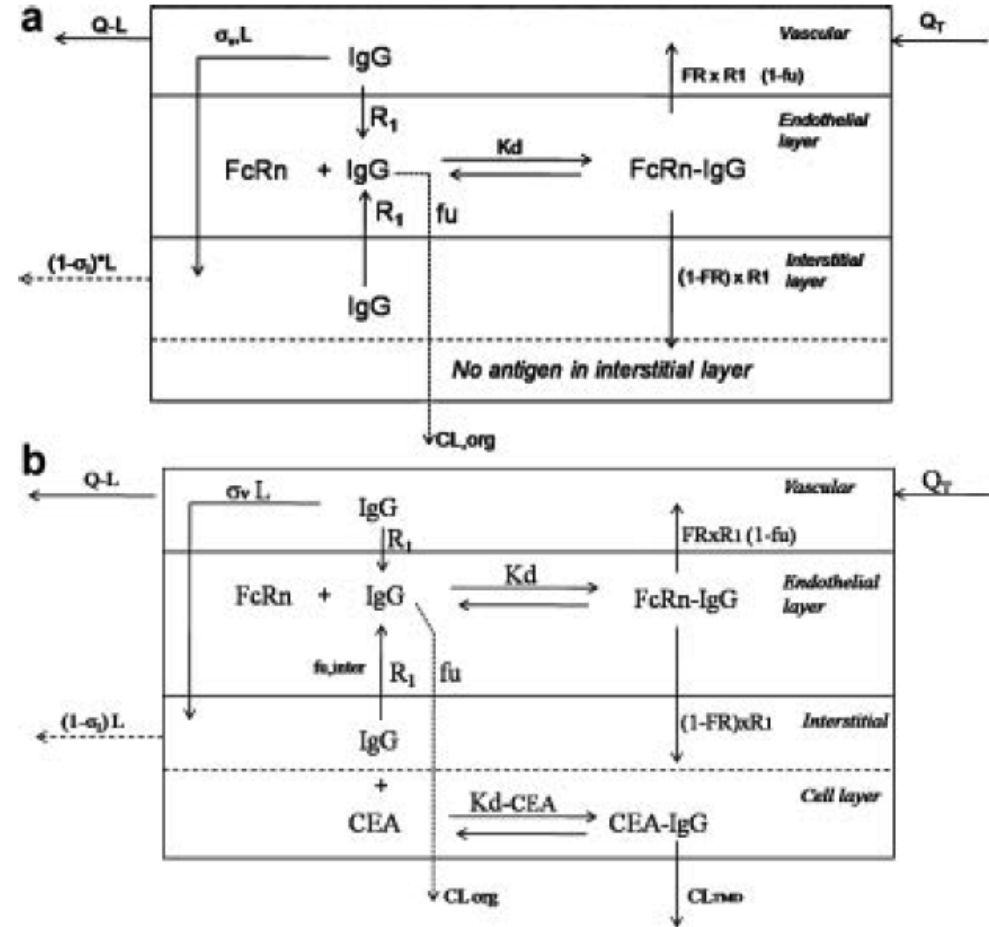 a
Q-L
σv,L
IgG
Vascular
QT
FR x R1 (1-fu)
R1
Endothelial
layer
FcRn + IgG
Kd
FcRn-IgG
R1
fu
(1-σi)*L
Interstitial
layer
(1-FR) x R1
IgG
No antigen in interstitial layer
CL,org
b
Q-L
σv L
IgG
Vascular
QT
R1
FRxR1 (1-fu)
FcRn + IgG
Kd
FcRn-IgG
Endothelial
layer
fu,inter
R1
fu
(1-σi) L
(1-FR)xR1
Interstitial
IgG
+
CEA
Kd-CEA
CEA-IgG
Cell layer
CL org
CLTMD